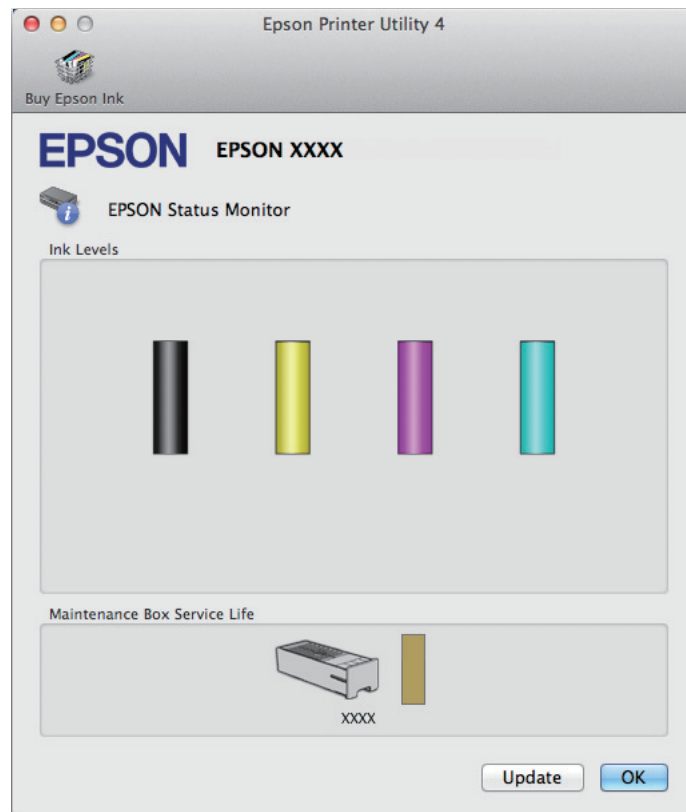 Epson Printer Utility 4
Buy Epson Ink
EPSON EPSON XXXX
i EPSON Status Monitor
Ink Levels
Maintenance Box Service Life
XXXX
Update OK